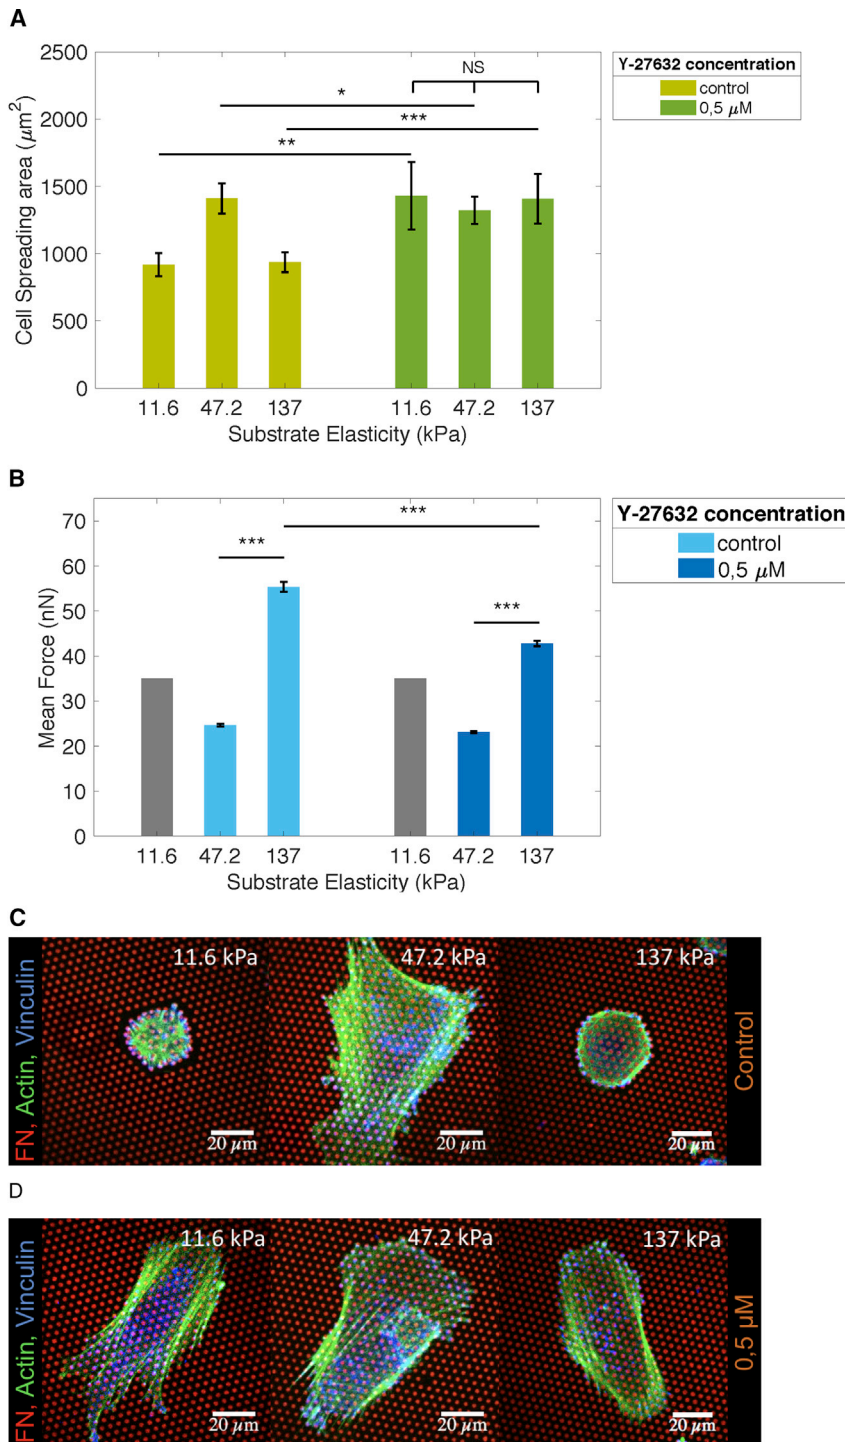 A
Cell Spreading area (μm²)
2500
2000
1500
1000
500
0
NS
*
***
**
11.6 47.2 137 11.6 47.2 137
Substrate Elasticity (kPa)
Y-27632 concentration
control
0,5 μM
B
Mean Force (nN)
70
60
50
40
30
20
10
0
***
***
***
11.6 47.2 137 11.6 47.2 137
Substrate Elasticity (kPa)
Y-27632 concentration
control
0,5 μM
C
FN, Actin, Vinculin
11.6 kPa 47.2 kPa 137 kPa
20 μm 20 μm 20 μm
Control
D
FN, Actin, Vinculin
11.6 kPa 47.2 kPa 137 kPa
20 μm 20 μm 20 μm
0,5 μM